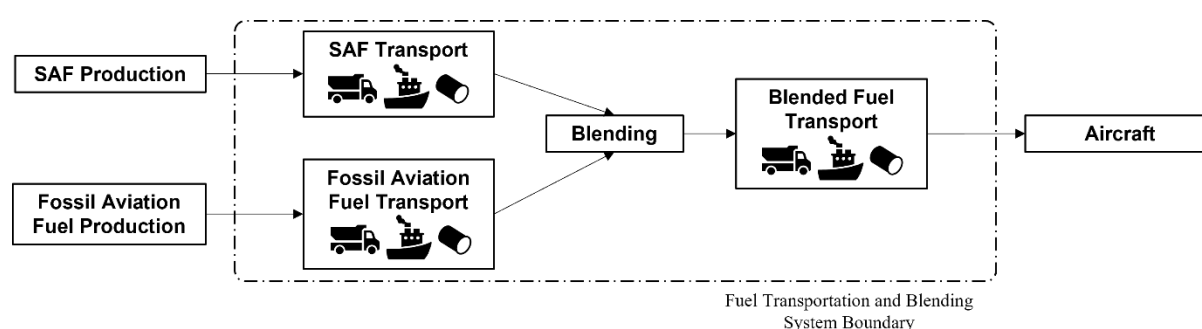 SAF Production
SAF Transport
Fossil Aviation
Fuel Production
Fossil Aviation
Fuel Transport
Blending
Blended Fuel
Transport
Aircraft
Fuel Transportation and Blending
System Boundary